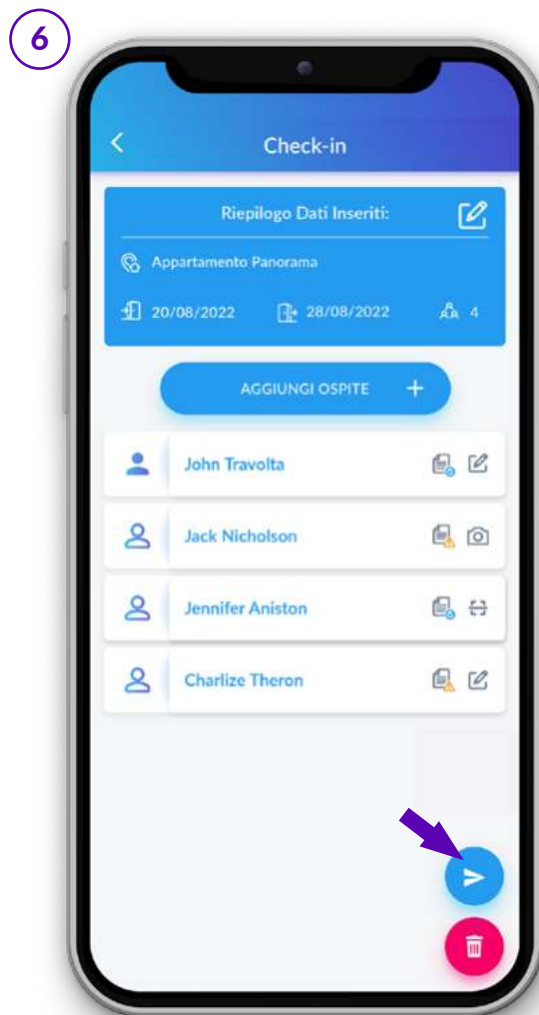 6
Check-in
Riepilogo Dati Inseriti:
Appartamento Panorama
20/08/2022 28/08/2022 4
AGGIUNGI OSPITE +
John Travolta
Jack Nicholson
Jennifer Aniston
Charlize Theron